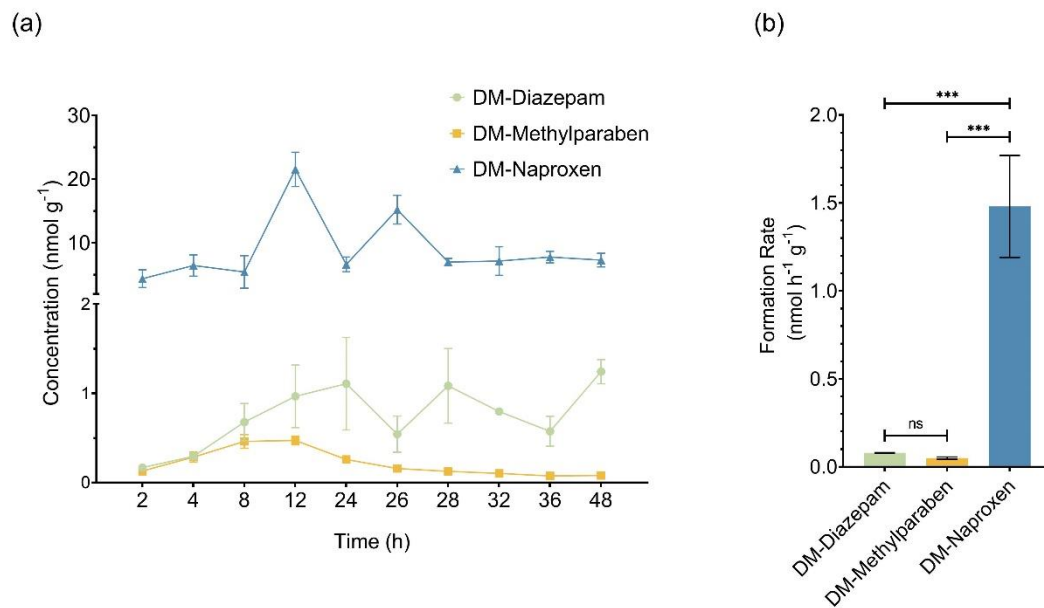 (a)
DM-Diazepam
DM-Methylparaben
DM-Naproxen
Concentration (nmol g⁻¹)
30
20
10
2
1
0
2 4 8 12 24 26 28 32 36 48
Time (h)
(b)
***
***
ns
Formation Rate
(nmol h⁻¹ g⁻¹)
2.0
1.5
1.0
0.5
0.0
DM-Diazepam
DM-Methylparaben
DM-Naproxen